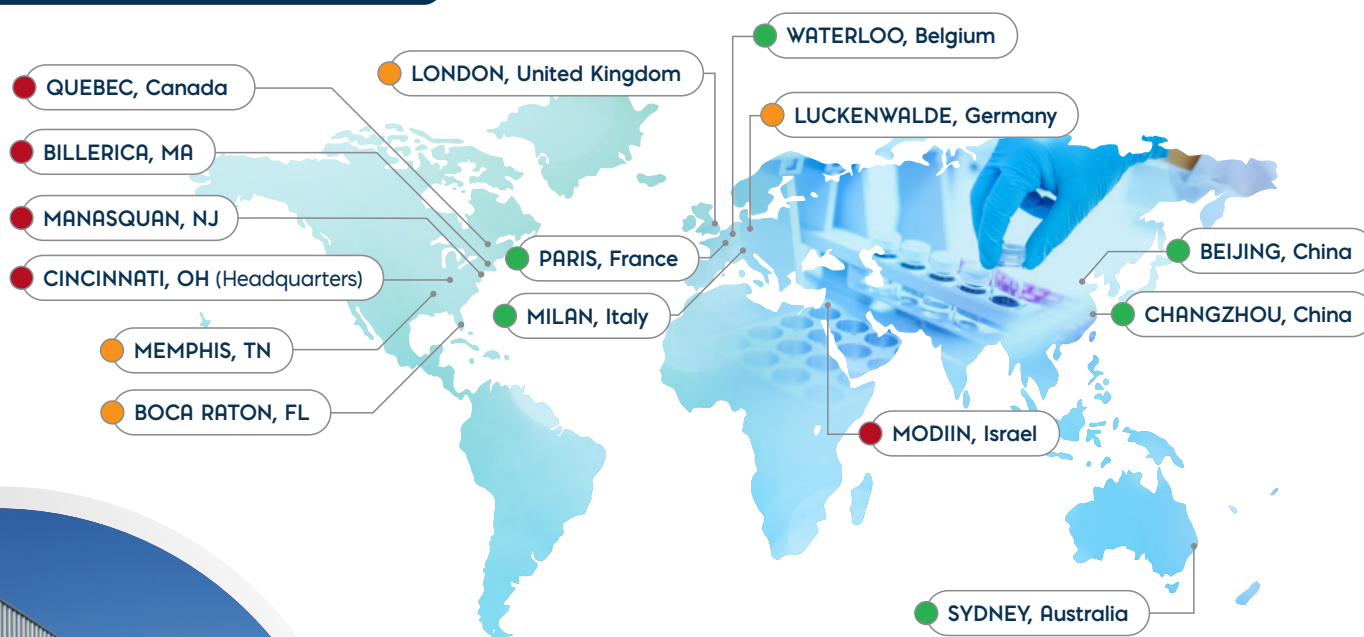 WATERLOO, Belgium
LONDON, United Kingdom
QUEBEC, Canada
LUCKENWALDE, Germany
BILLERICA, MA
MANASQUAN, NJ
PARIS, France
BEIJING, China
CINCINNATI, OH (Headquarters)
MILAN, Italy
CHANGZHOU, China
MEMPHIS, TN
BOCA RATON, FL
MODIIN, Israel
SYDNEY, Australia